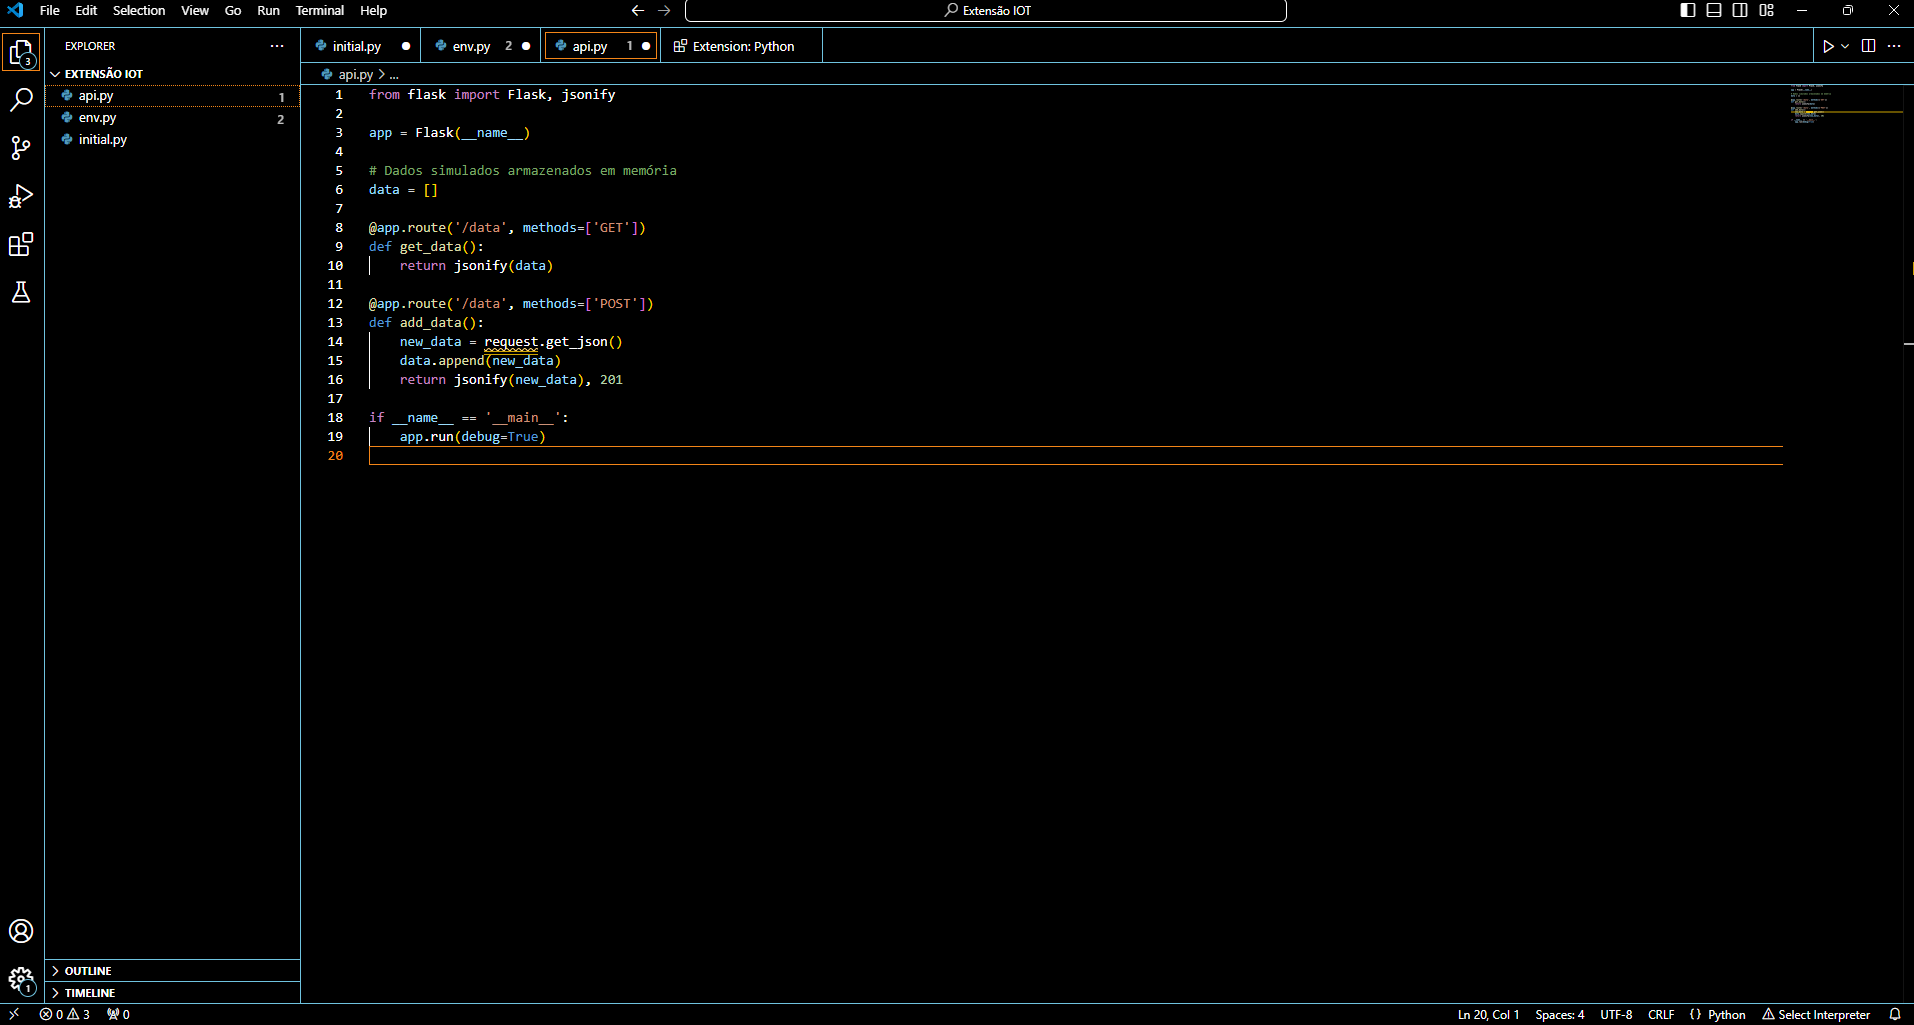 File Edit Selection View Go Run Terminal Help
Extensão IOT
EXPLORER
EXTENSÃO IOT
api.py 1
env.py 2
initial.py
OUTLINE
TIMELINE
3
1
initial.py
env.py 2
api.py 1
Extension: Python
api.py > ...
1 from flask import Flask, jsonify
2
3 app = Flask(__name__)
4
5 # Dados simulados armazenados em memória
6 data = []
7
8 @app.route('/data', methods=['GET'])
9 def get_data():
10 return jsonify(data)
11
12 @app.route('/data', methods=['POST'])
13 def add_data():
14 new_data = request.get_json()
15 data.append(new_data)
16 return jsonify(new_data), 201
17
18 if __name__ == '__main__':
19 app.run(debug=True)
20
0 3 0
Ln 20, Col 1 Spaces: 4 UTF-8 CRLF {} Python Select Interpreter